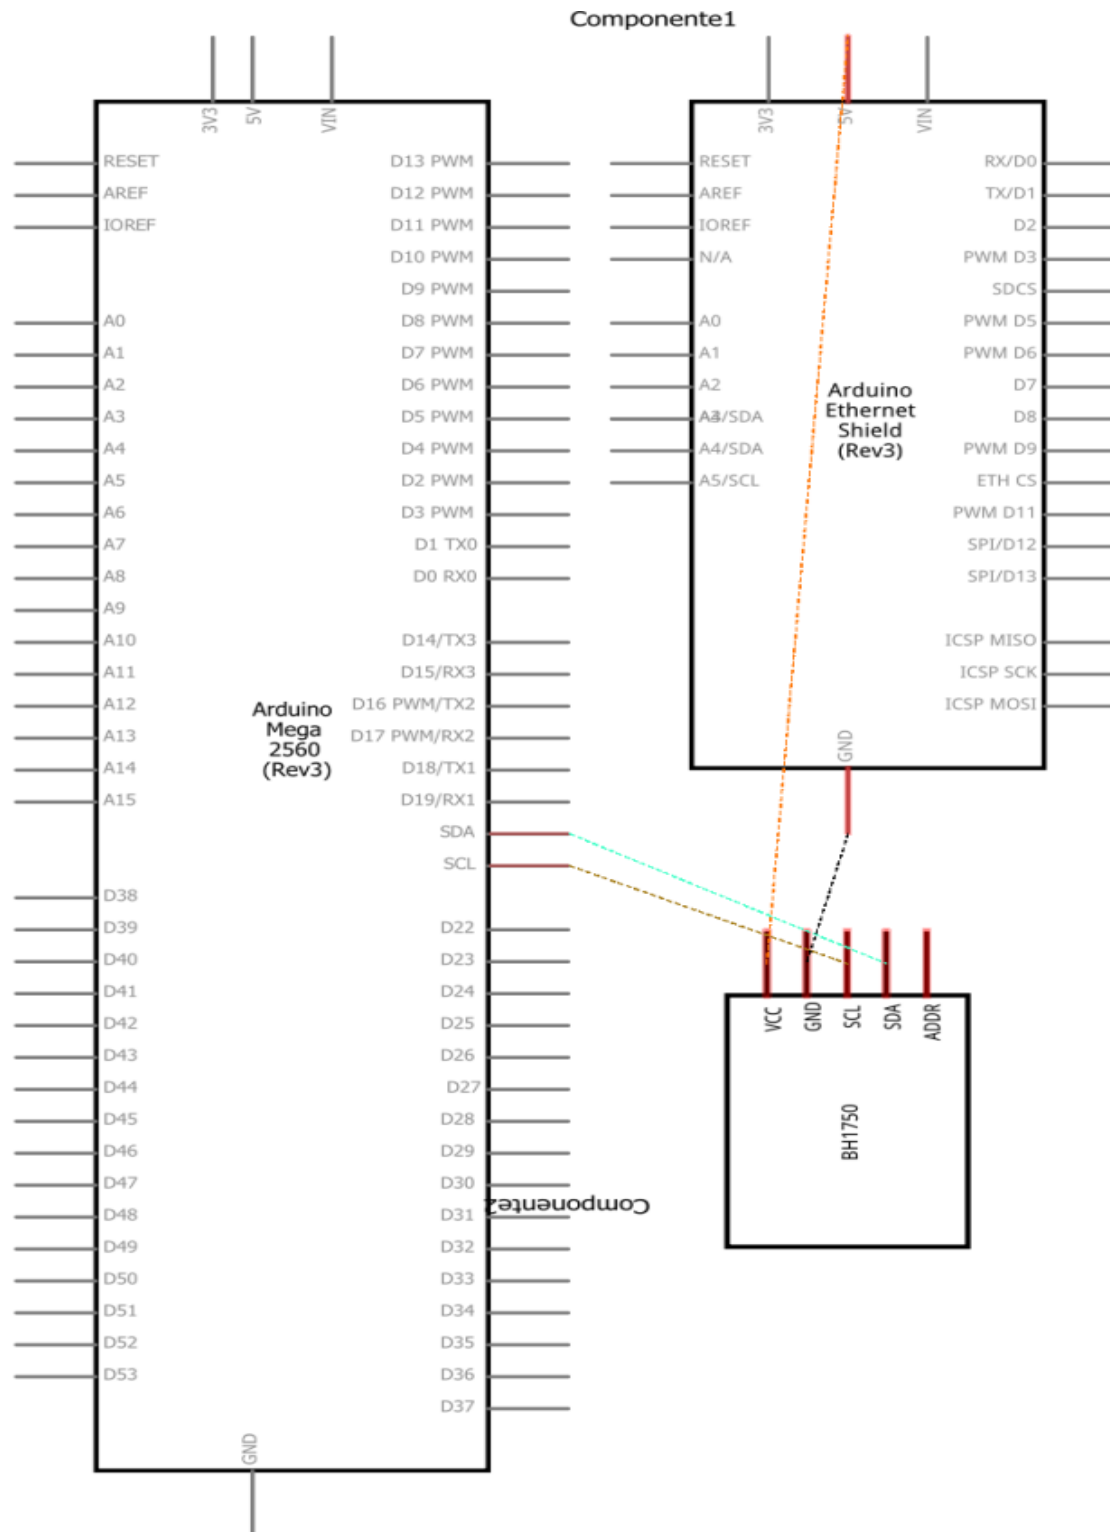 Componente1
3V3
5V
VIN
RESET
AREF
IOREF
A0
A1
A2
A3
A4
A5
A6
A7
A8
A9
A10
A11
A12
A13
A14
A15
D38
D39
D40
D41
D42
D43
D44
D45
D46
D47
D48
D49
D50
D51
D52
D53
Arduino
Mega
2560
(Rev3)
D13 PWM
D12 PWM
D11 PWM
D10 PWM
D9 PWM
D8 PWM
D7 PWM
D6 PWM
D5 PWM
D4 PWM
D2 PWM
D3 PWM
D1 TX0
D0 RX0
D14/TX3
D15/RX3
D16 PWM/TX2
D17 PWM/RX2
D18/TX1
D19/RX1
SDA
SCL
D22
D23
D24
D25
D26
D27
D28
D29
D30
D31
D32
D33
D34
D35
D36
D37
GND
Componente2
3V3
5V
VIN
RESET
AREF
IOREF
N/A
A0
A1
A2
A4/SDA
A5/SCL
Arduino
Ethernet
Shield
(Rev3)
RX/D0
TX/D1
D2
PWM D3
SDCS
PWM D5
PWM D6
D7
D8
PWM D9
ETH CS
PWM D11
SPI/D12
SPI/D13
ICSP MISO
ICSP SCK
ICSP MOSI
GND
VCC
GND
SCL
SDA
ADDR
BH1750